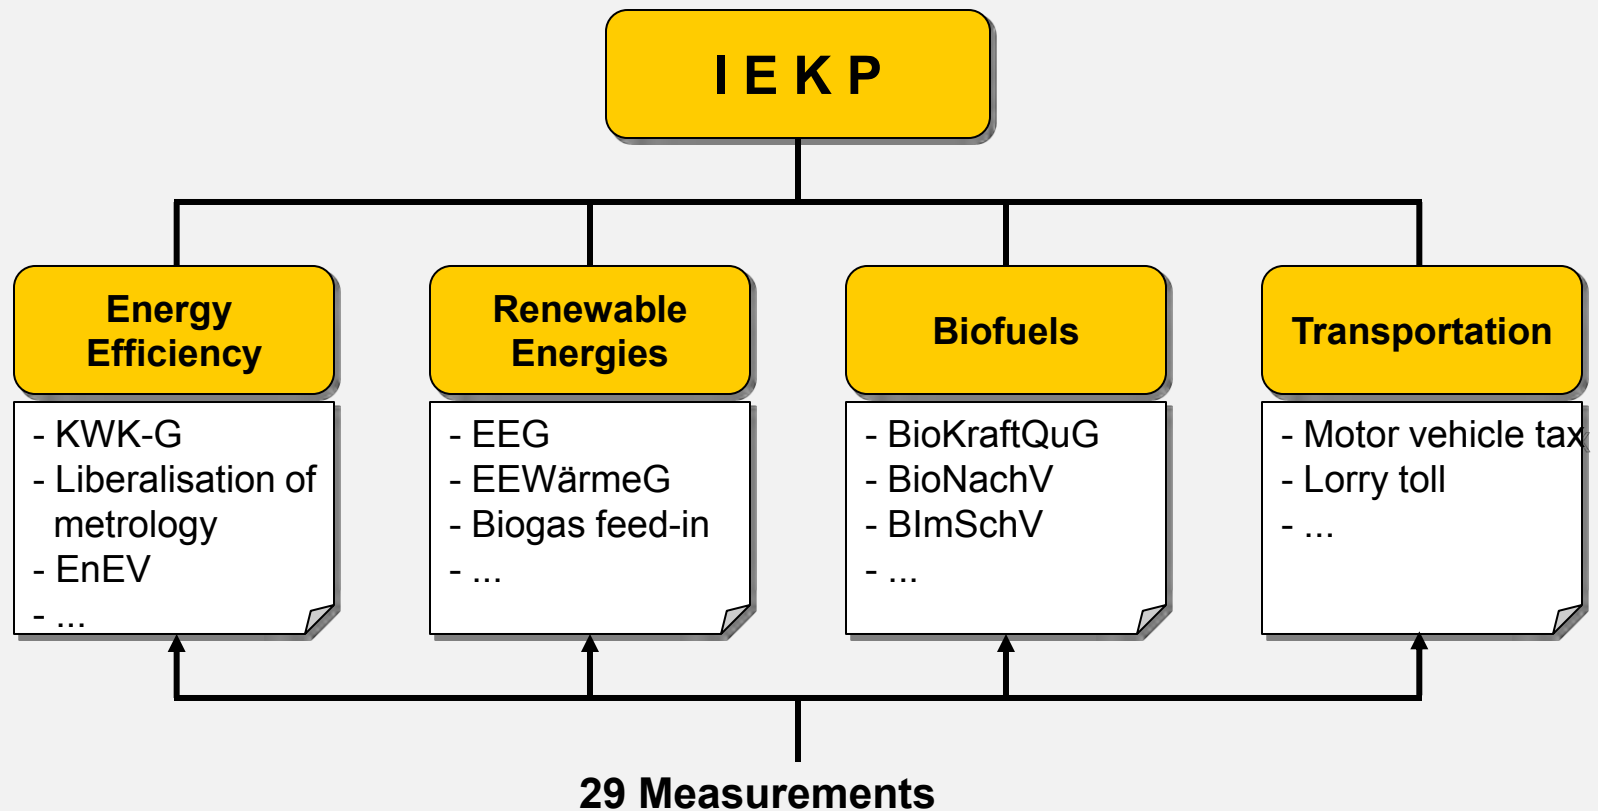 I E K P
Energy
Efficiency
- KWK-G
- Liberalisation of
metrology
- EnEV
- ...
Renewable
Energies
- EEG
- EEWärmeG
- Biogas feed-in
- ...
Biofuels
- BioKraftQuG
- BioNachV
- BImSchV
- ...
Transportation
- Motor vehicle tax
- Lorry toll
- ...
29 Measurements